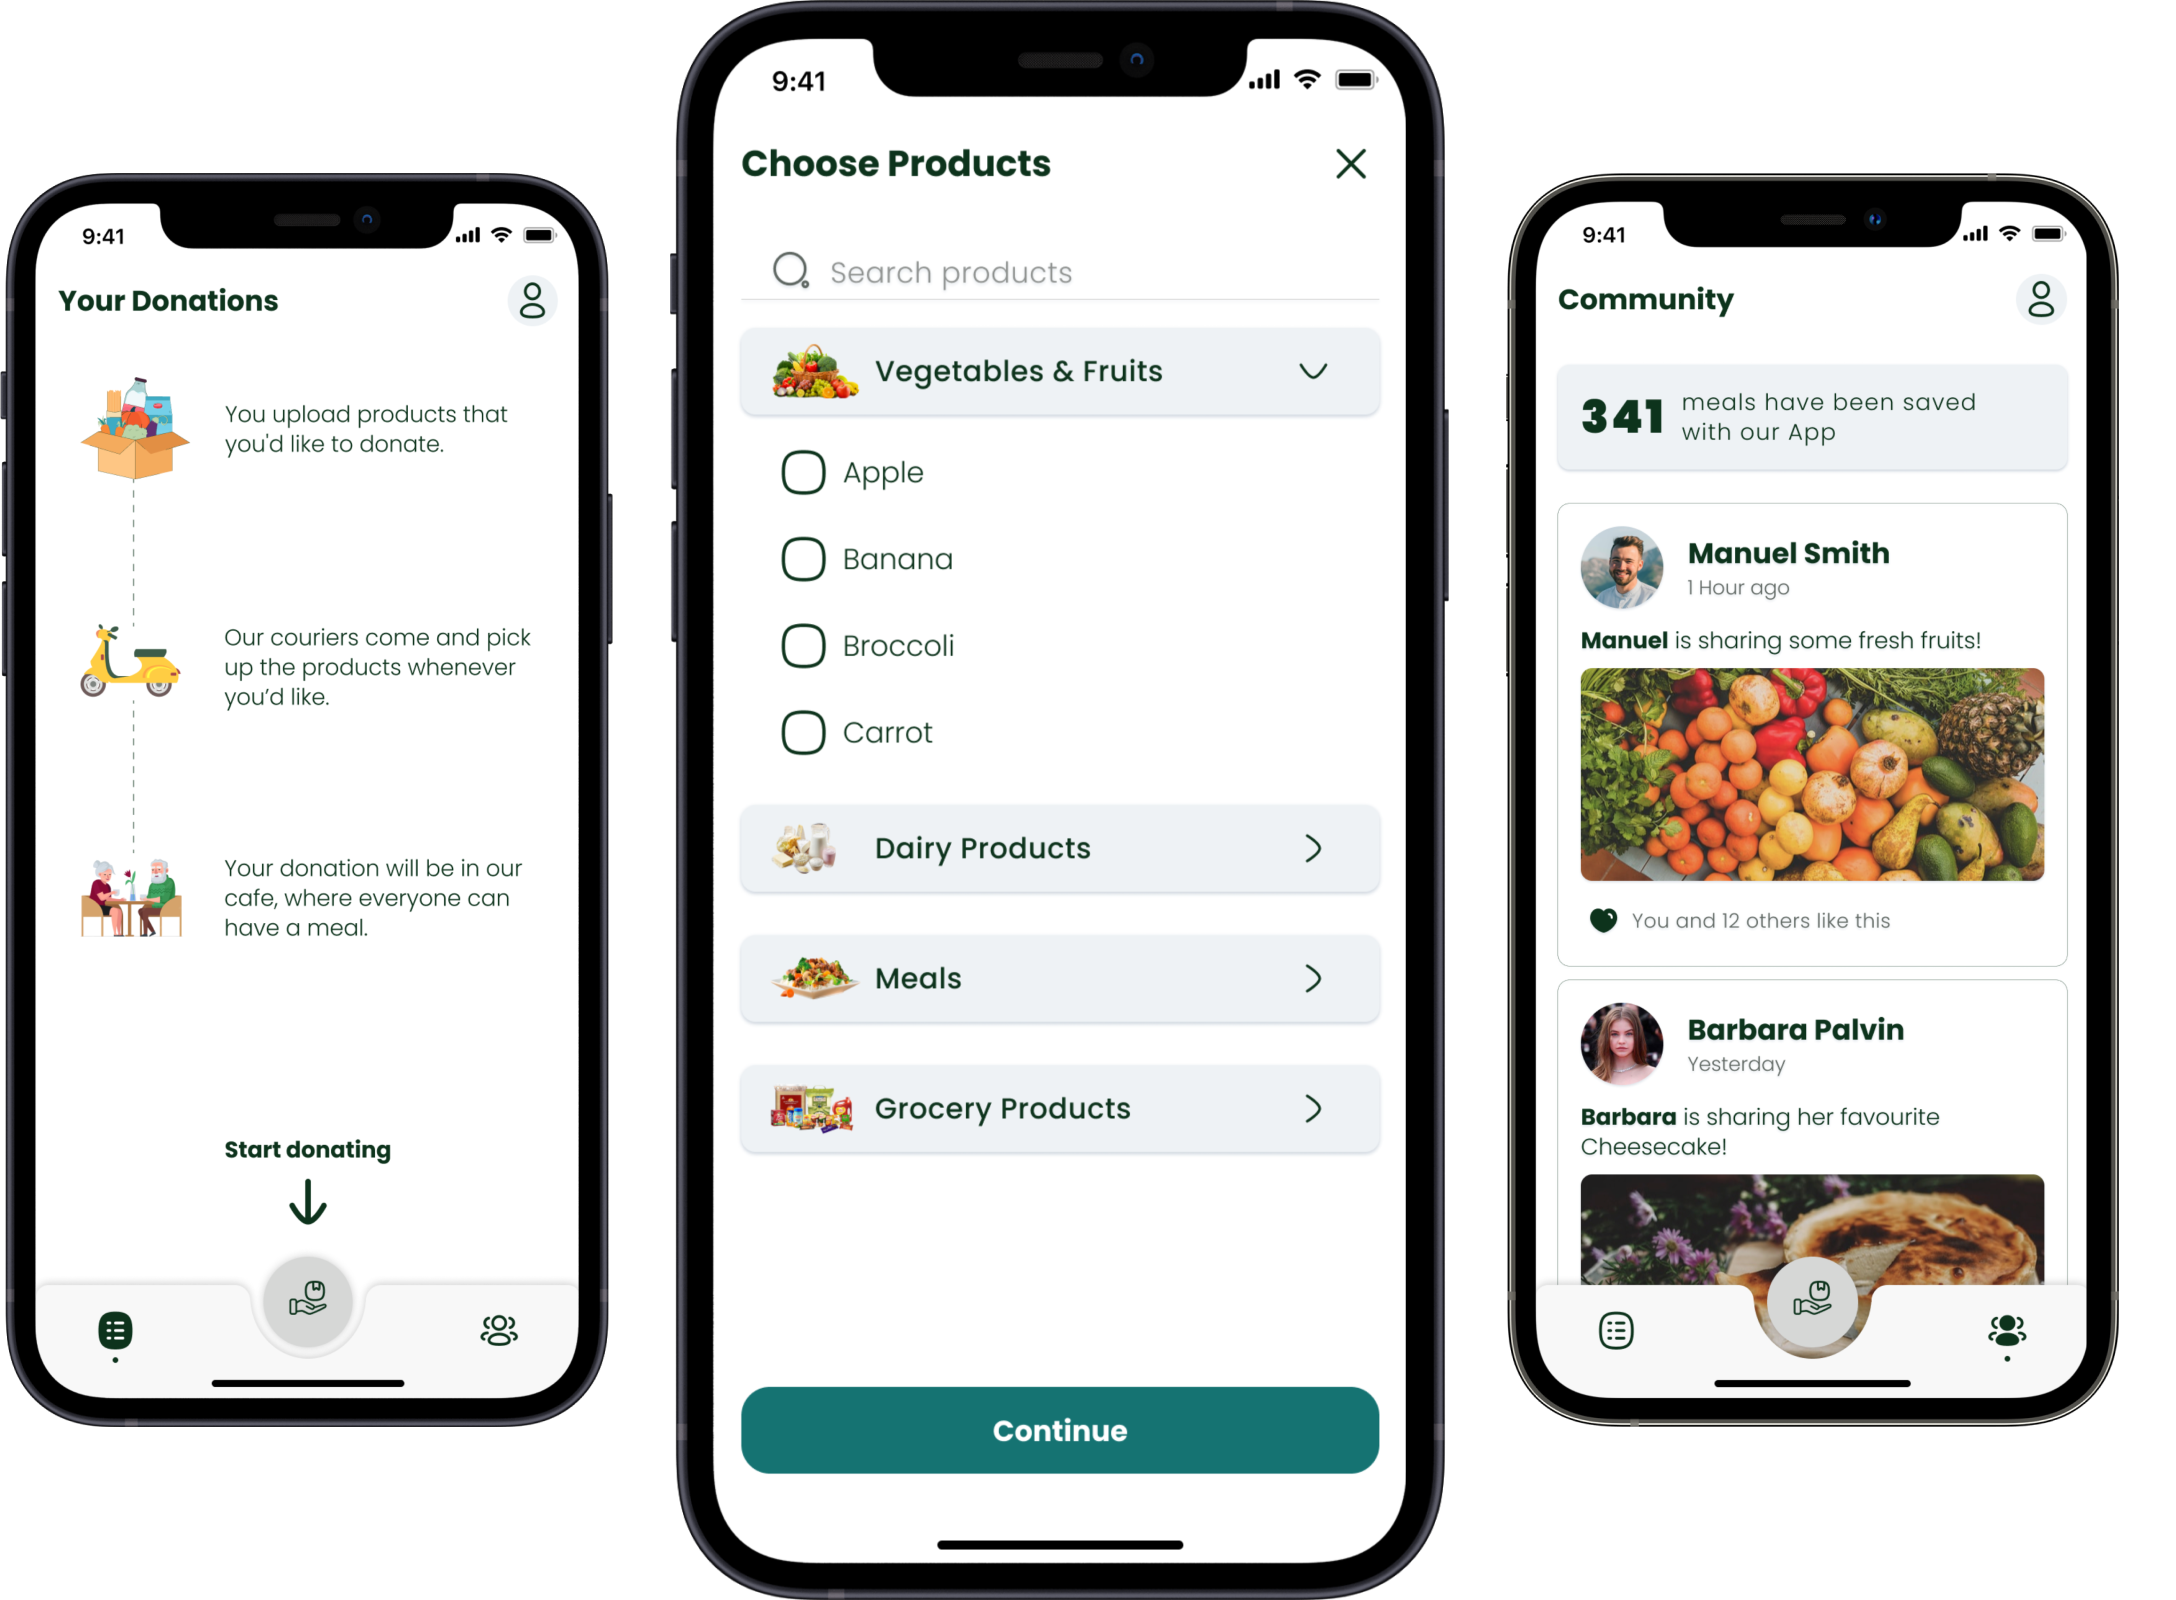 9:41
Your Donations
You upload products that
you'd like to donate.
Our couriers come and pick
up the products whenever
you’d like.
Your donation will be in our
cafe, where everyone can
have a meal.
Start donating
9:41
Choose Products
Search products
Vegetables & Fruits
Apple
Banana
Broccoli
Carrot
Dairy Products
Meals
Grocery Products
Continue
9:41
Community
341
meals have been saved
with our App
Manuel Smith
1 Hour ago
Manuel is sharing some fresh fruits!
You and 12 others like this
Barbara Palvin
Yesterday
Barbara is sharing her favourite
Cheesecake!